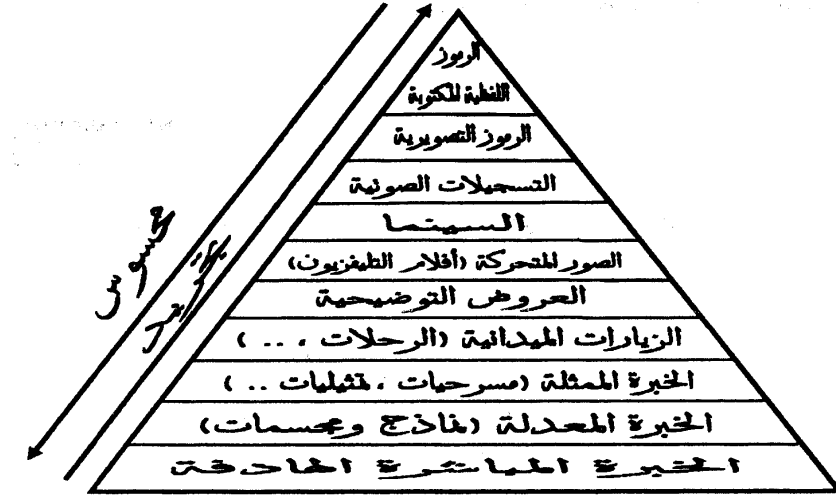 الرموز
اللفظية المكتوبة
الرموز التصويرية
التسجيلات الصوتية
السينما
الصور المتحركة (أفلام التليفزيون)
العروض التوضيحية
الزيارات الميدانية (الرحلات ، .. )
الخبرة الممثلة (مسرحيات ، تمثيليات .. )
الخبرة المعدلة (نماذج ومجسمات)
الخبرة المباشرة الهادفة
محسوس
تجريد